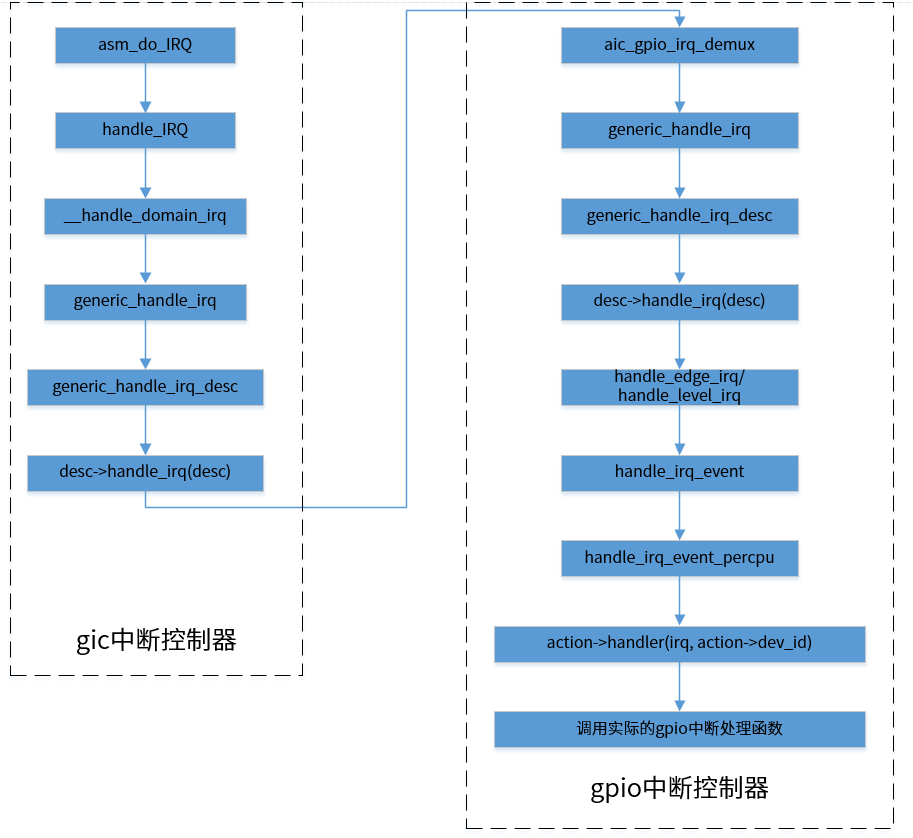 asm_do_IRQ
handle_IRQ
__handle_domain_irq
generic_handle_irq
generic_handle_irq_desc
desc->handle_irq(desc)
gic中断控制器
aic_gpio_irq_demux
generic_handle_irq
generic_handle_irq_desc
desc->handle_irq(desc)
handle_edge_irq/
handle_level_irq
handle_irq_event
handle_irq_event_percpu
action->handler(irq, action->dev_id)
调用实际的gpio中断处理函数
gpio中断控制器